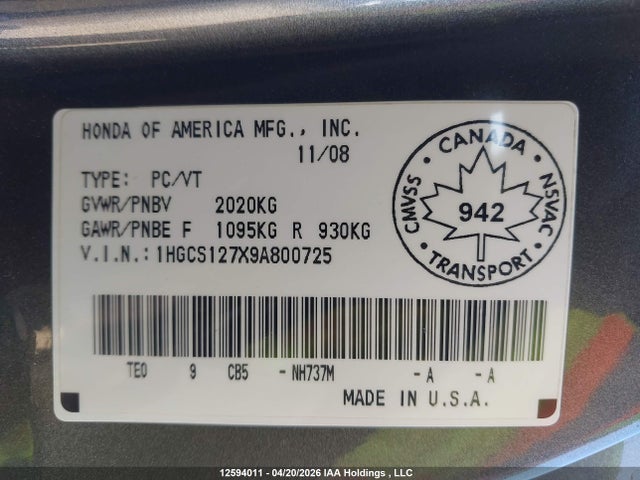 HONDA OF AMERICA MFG., INC.
11/08
TYPE: PC/VT
GVWR/PNBV 2020KG
GAWR/PNBE F 1095KG R 930KG
V.I.N.: 1HGCS127X9A800725
CANADA
CMVSS
942
NSVAC
TRANSPORT
TE0 9 CB5 - NH737M - A - A
MADE IN U.S.A.
12594011 - 04/20/2026 IAA Holdings , LLC